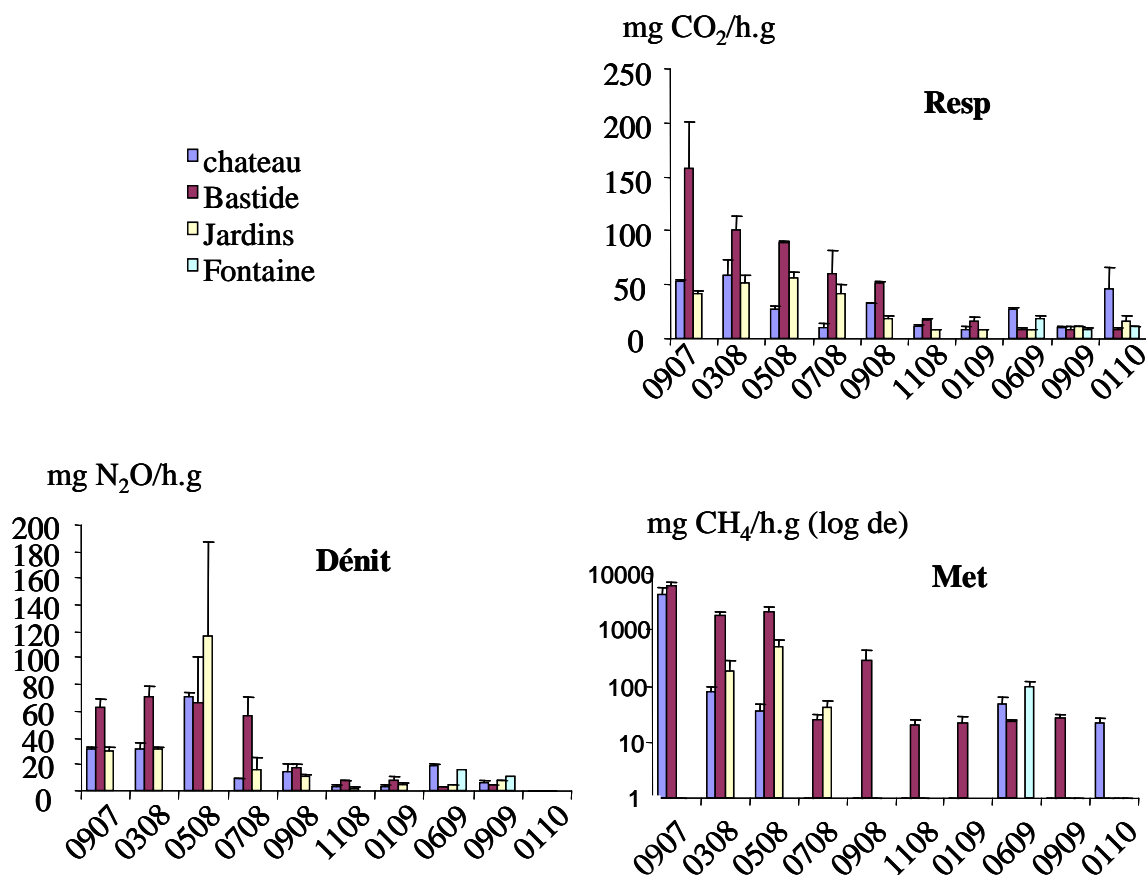 mg CO₂/h.g
Resp
250
200
150
100
50
0
0907 0308 0508 0708 0908 1108 0109 0609 0909 0110
chateau
Bastide
Jardins
Fontaine
mg N₂O/h.g
Dénit
200
180
160
140
120
100
80
60
40
20
0
0907 0308 0508 0708 0908 1108 0109 0609 0909 0110
mg CH₄/h.g (log de)
Met
10000
1000
100
10
1
0907 0308 0508 0708 0908 1108 0109 0609 0909 0110